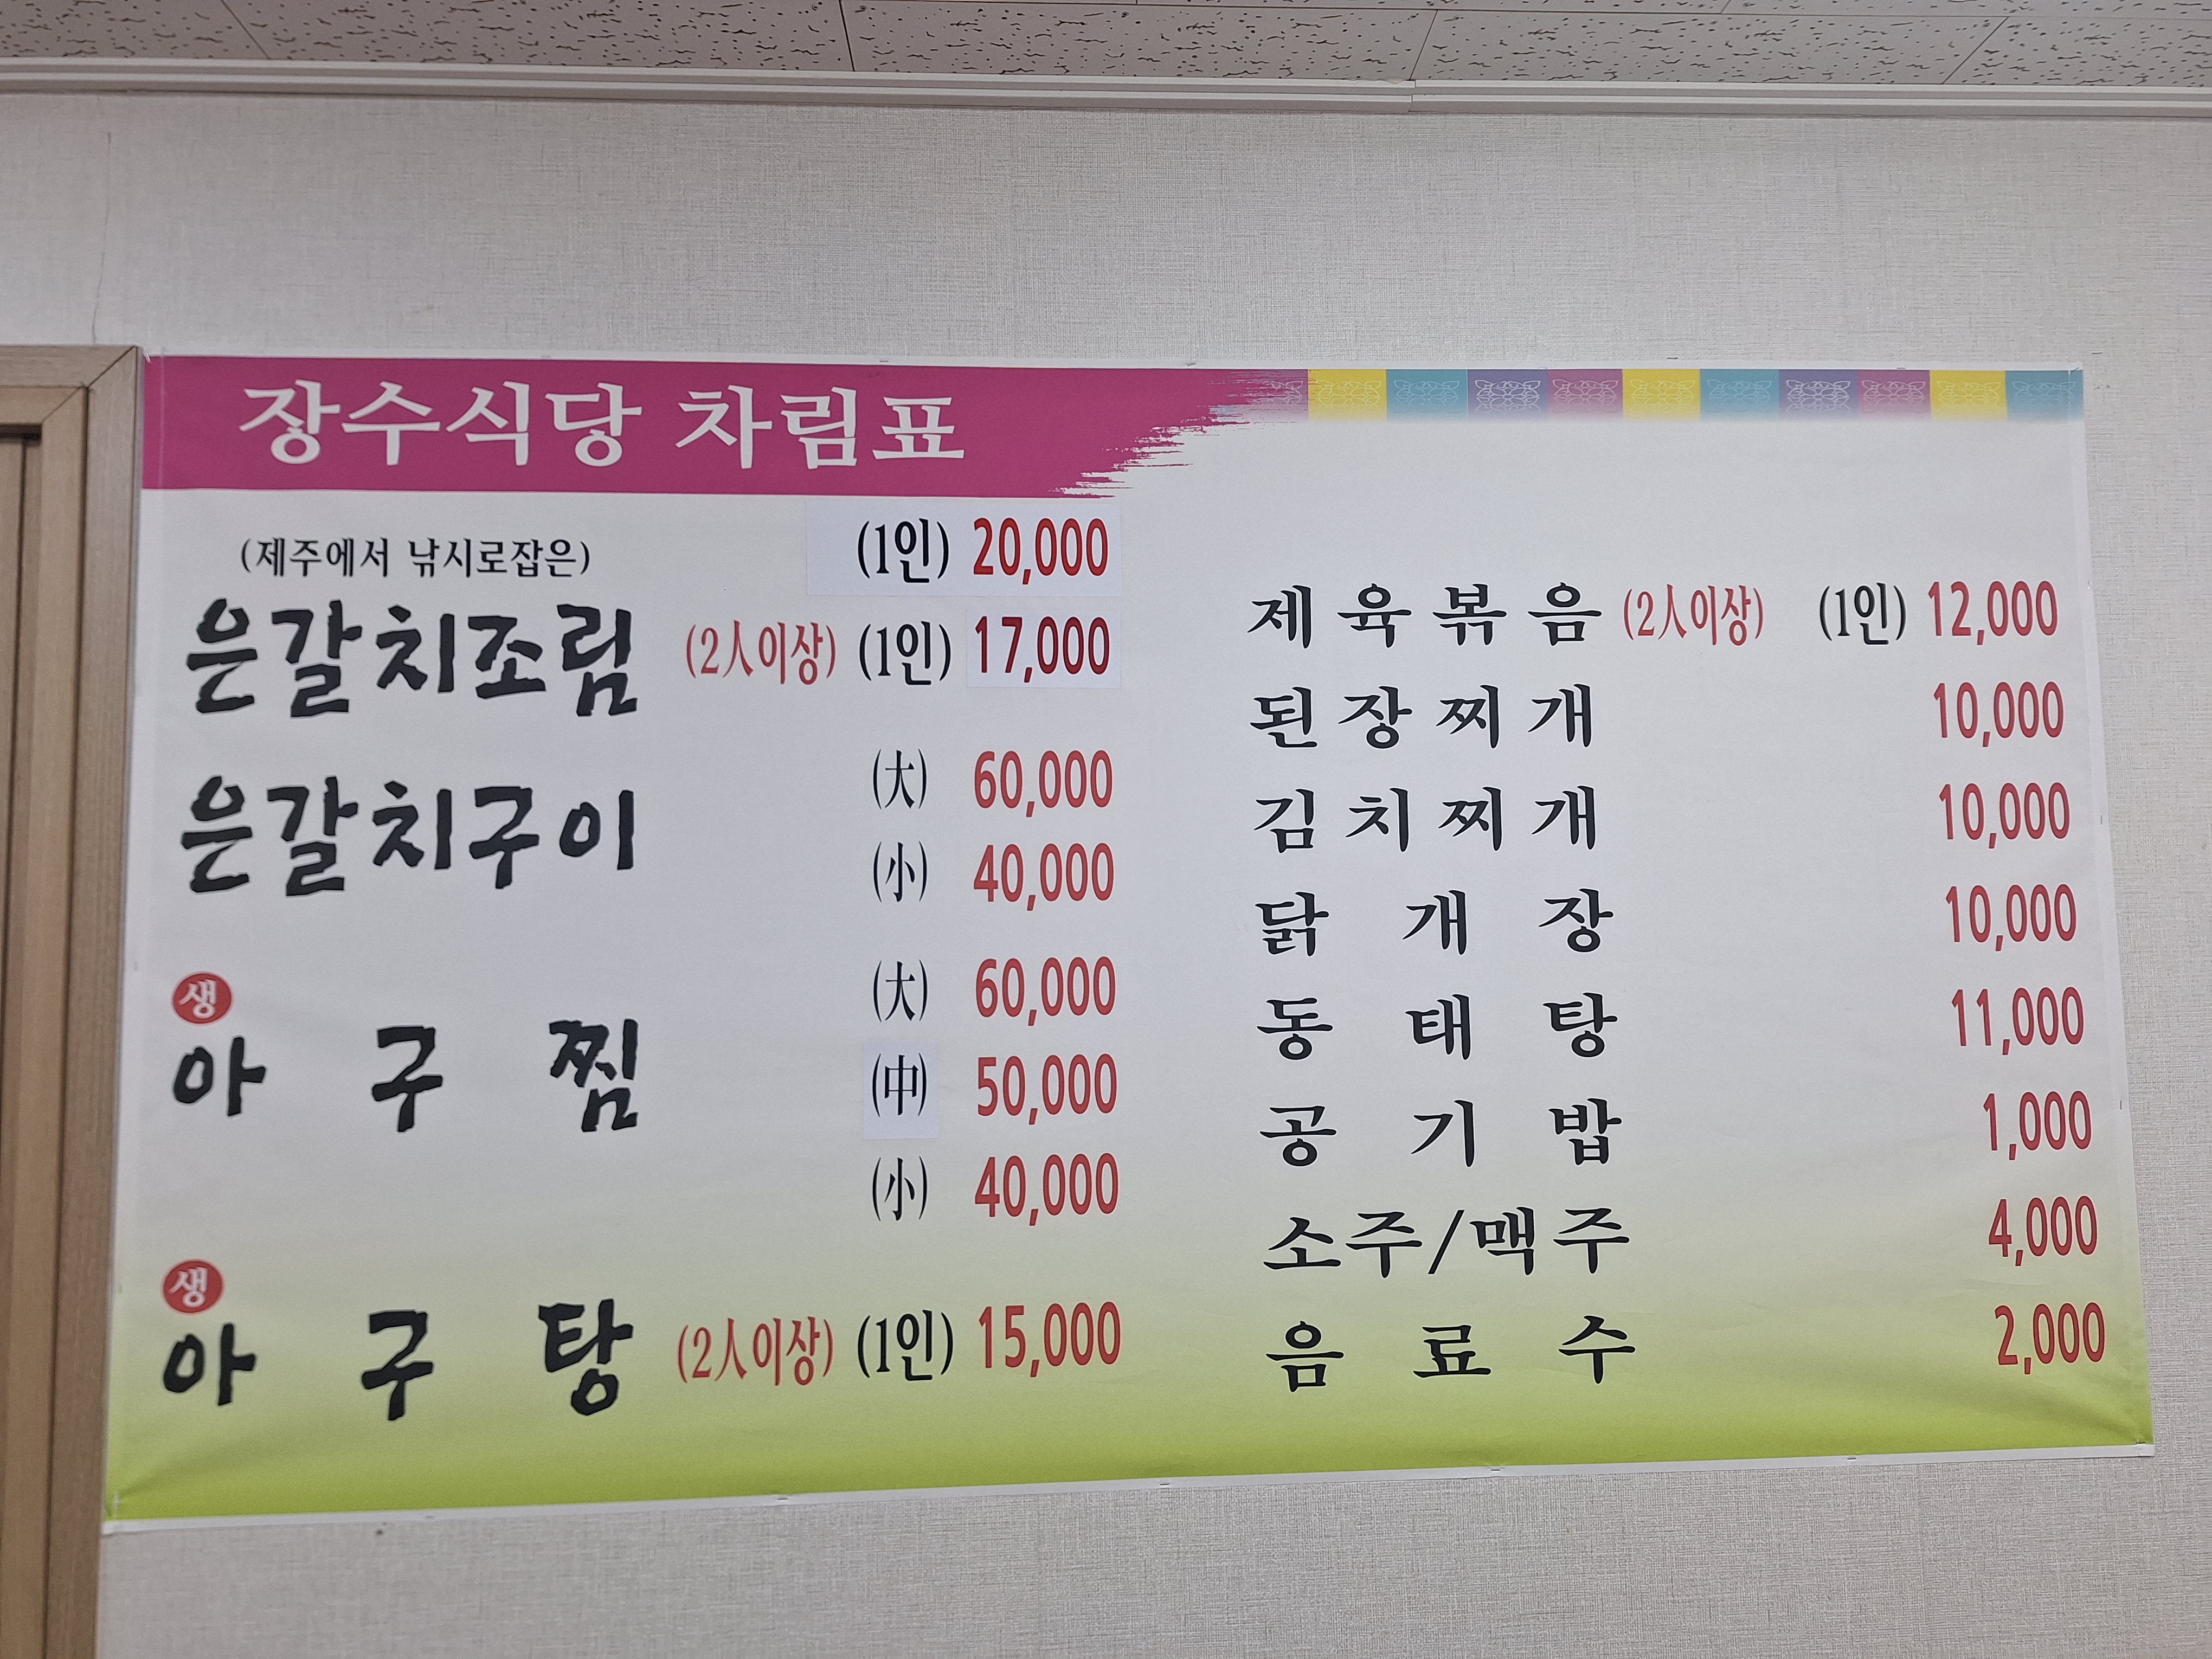 장수식당 차림표
(제주에서 낚시로잡은)
(1인) 20,000
은갈치조림 (2人이상) (1인) 17,000
은갈치구이
(大) 60,000
(小) 40,000
생
아구찜
(大) 60,000
(中) 50,000
(小) 40,000
생
아구탕 (2人이상) (1인) 15,000
제육볶음 (2人이상) (1인) 12,000
된장찌개 10,000
김치찌개 10,000
닭개장 10,000
동태탕 11,000
공기밥 1,000
소주/맥주 4,000
음료수 2,000